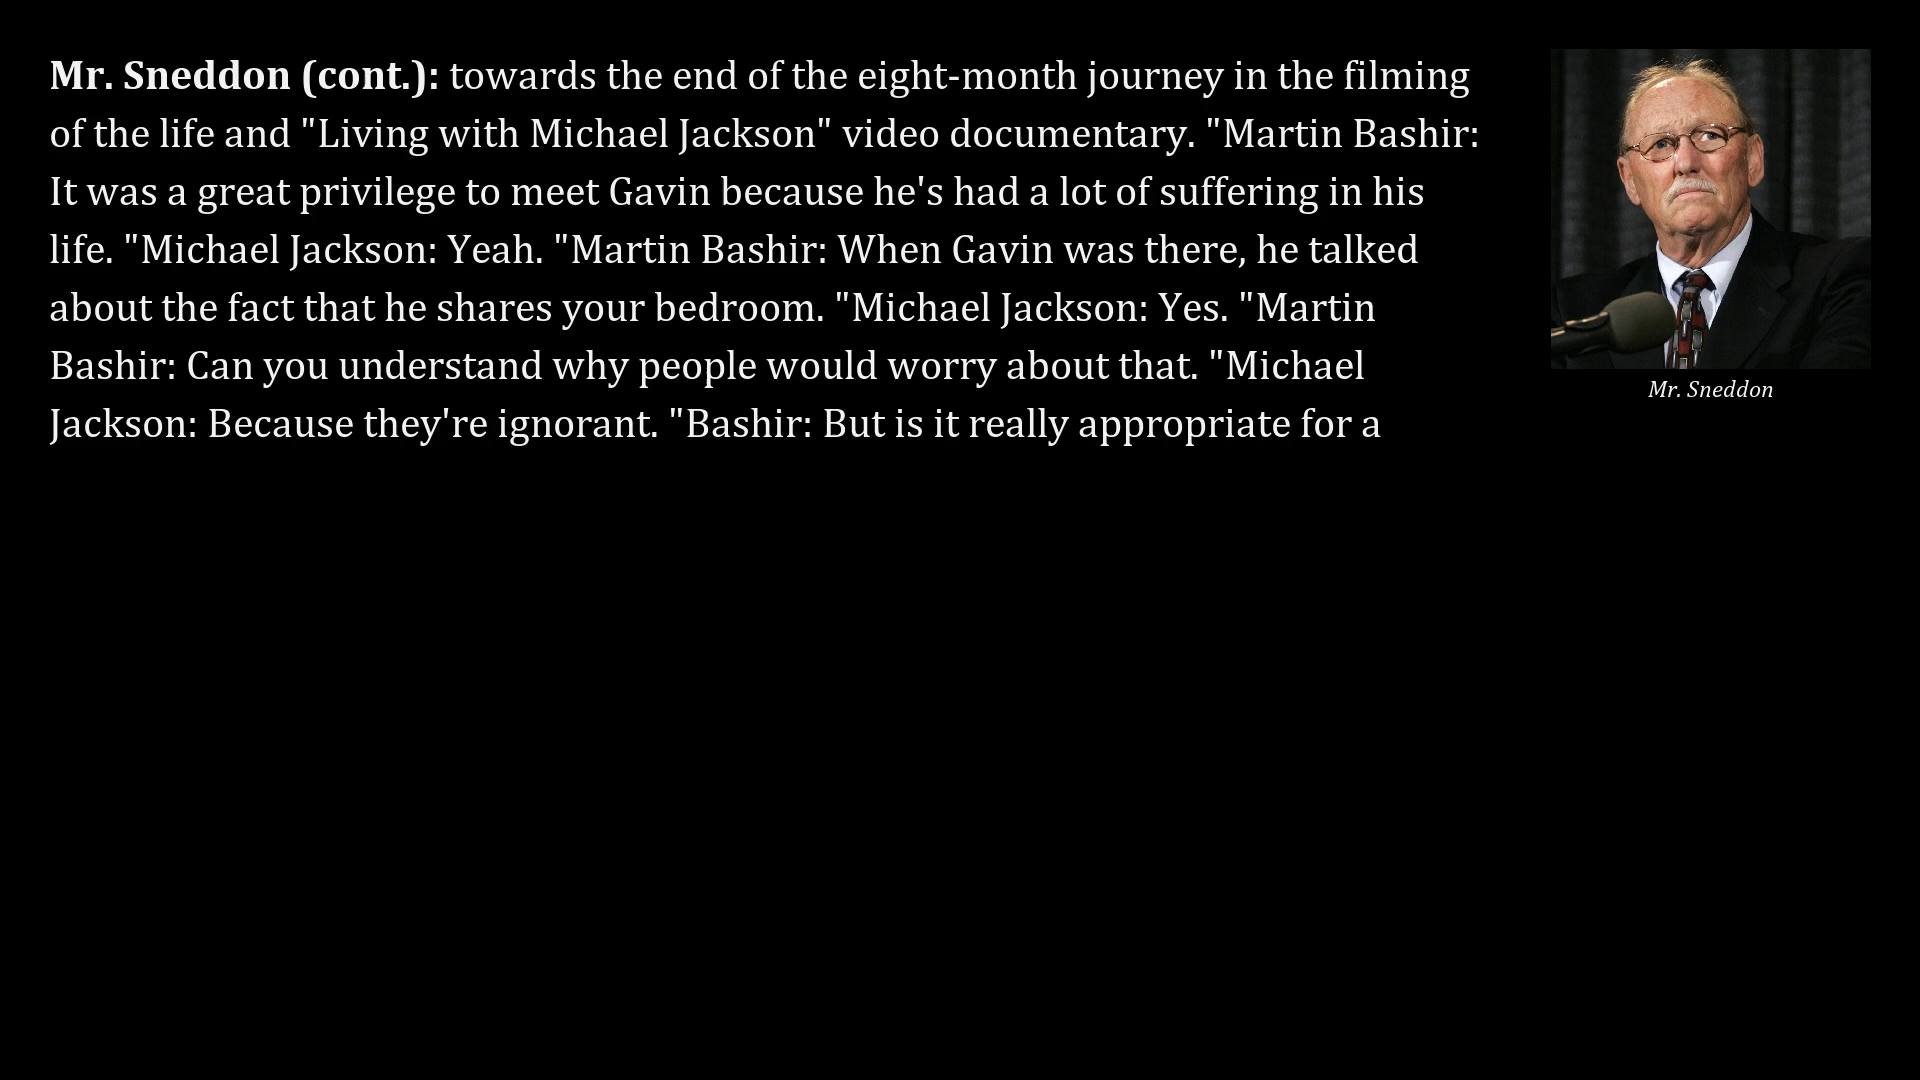 Mr. Sneddon (cont.): towards the end of the eight-month journey in the filming
of the life and "Living with Michael Jackson" video documentary. "Martin Bashir:
It was a great privilege to meet Gavin because he's had a lot of suffering in his
life. "Michael Jackson: Yeah. "Martin Bashir: When Gavin was there, he talked
about the fact that he shares your bedroom. "Michael Jackson: Yes. "Martin
Bashir: Can you understand why people would worry about that. "Michael
Jackson: Because they're ignorant. "Bashir: But is it really appropriate for a
Mr. Sneddon